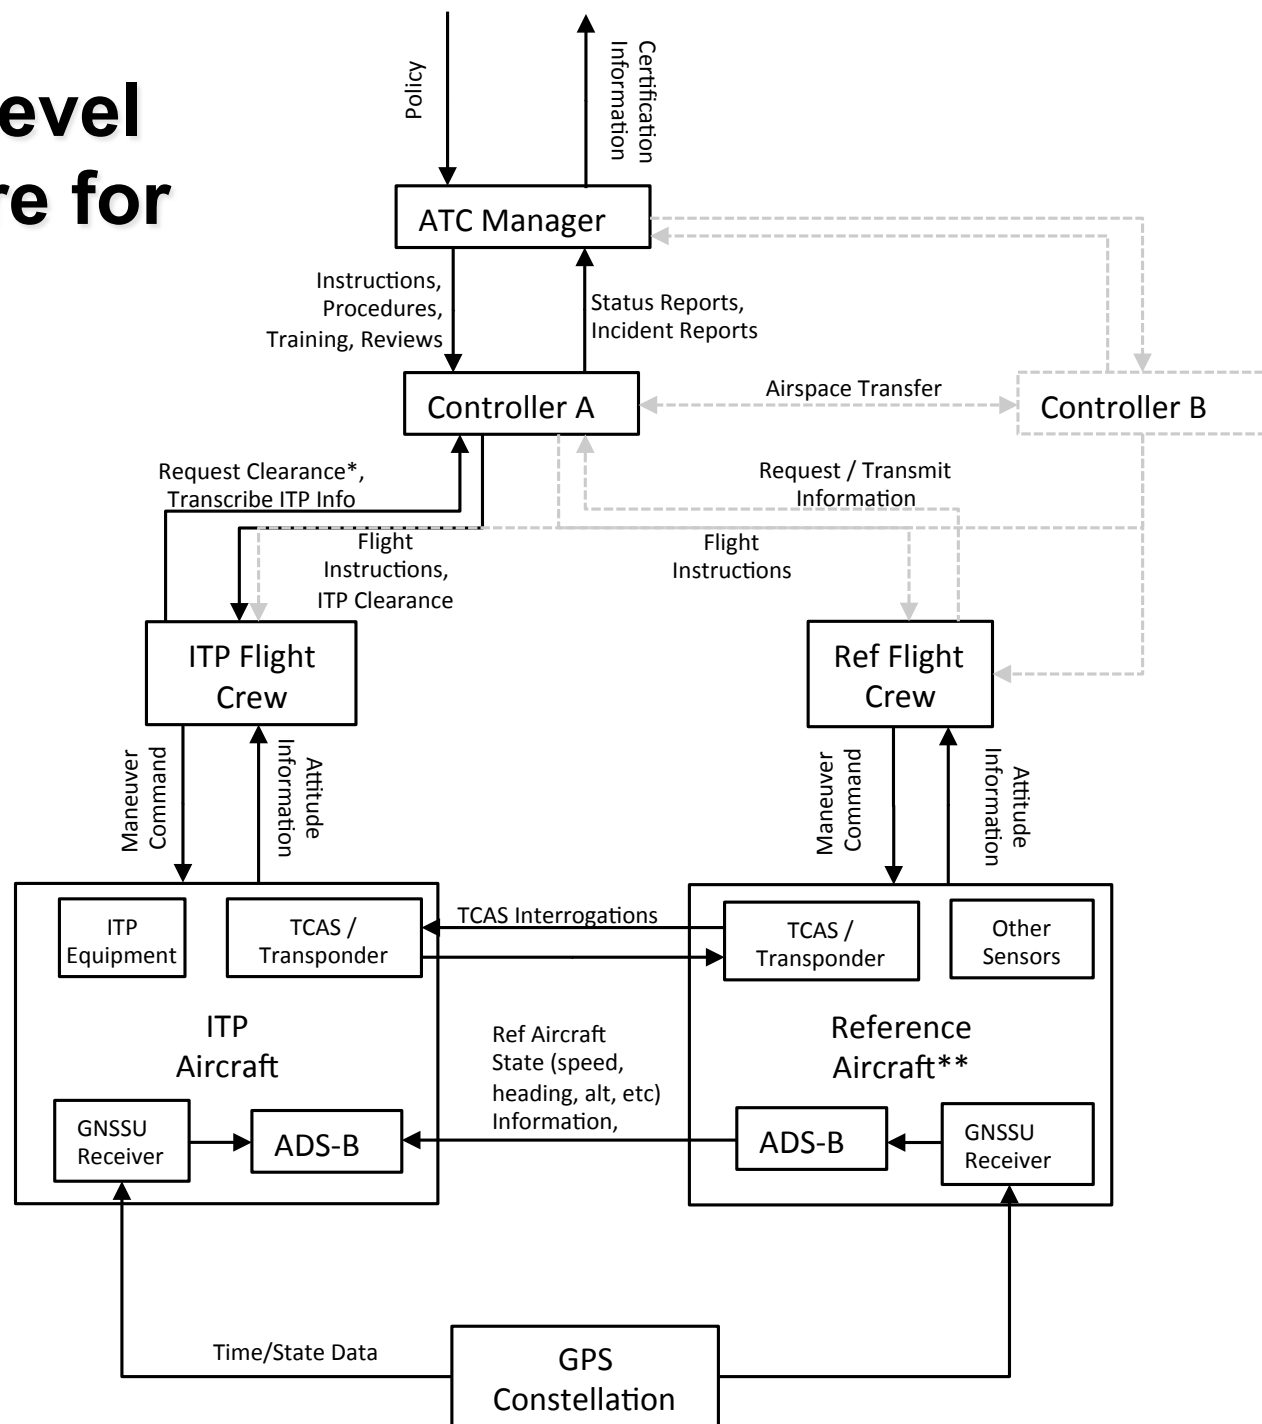 evel
re for
Policy
Certification
Information
ATC Manager
Instructions,
Procedures,
Training, Reviews
Status Reports,
Incident Reports
Controller A
Airspace Transfer
Controller B
Request Clearance*,
Transcribe ITP Info
Request / Transmit
Information
Flight
Instructions,
ITP Clearance
Flight
Instructions
ITP Flight
Crew
Ref Flight
Crew
Maneuver
Command
Attitude
Information
Maneuver
Command
Attitude
Information
ITP
Equipment
TCAS /
Transponder
TCAS Interrogations
TCAS /
Transponder
Other
Sensors
ITP
Aircraft
Ref Aircraft
State (speed,
heading, alt, etc)
Information,
Reference
Aircraft**
GNSSU
Receiver
ADS-B
ADS-B
GNSSU
Receiver
Time/State Data
GPS
Constellation